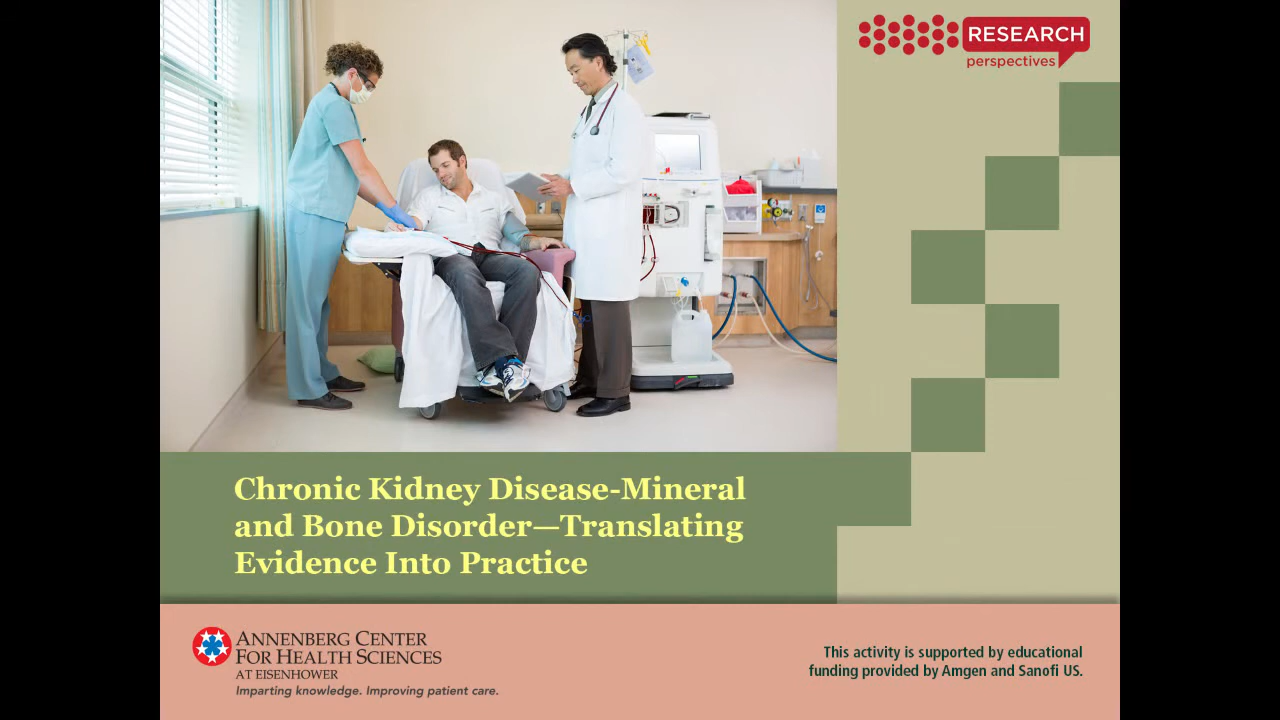 RESEARCH
perspectives
Chronic Kidney Disease-Mineral
and Bone Disorder—Translating
Evidence Into Practice
ANNENBERG CENTER
FOR HEALTH SCIENCES
AT EISENHOWER
Imparting knowledge. Improving patient care.
This activity is supported by educational
funding provided by Amgen and Sanofi US.